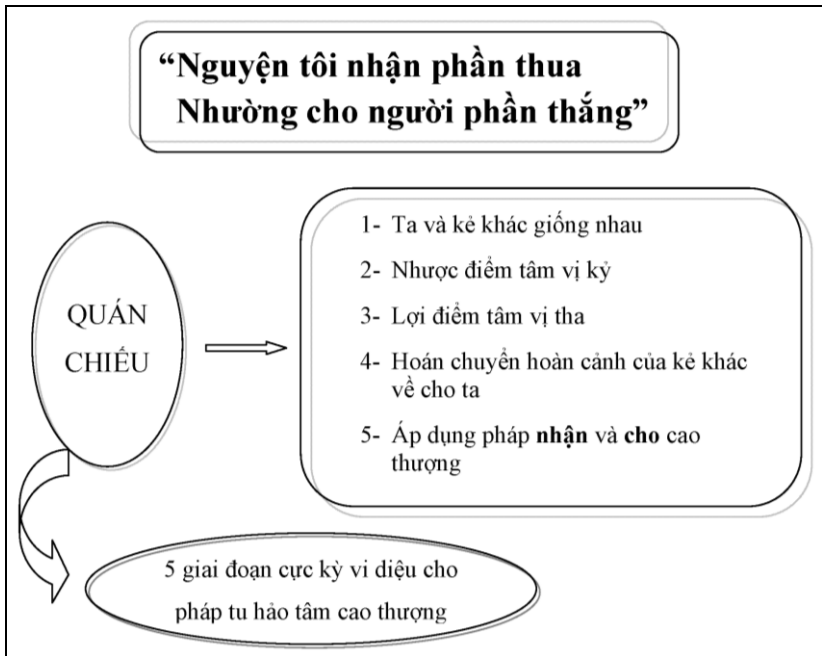 “Nguyện tôi nhận phần thua
Nhường cho người phần thắng”
QUÁN
CHIẾU
1- Ta và kẻ khác giống nhau
2- Nhược điểm tâm vị kỷ
3- Lợi điểm tâm vị tha
4- Hoán chuyển hoàn cảnh của kẻ khác
về cho ta
5- Áp dụng pháp nhận và cho cao
thượng
5 giai đoạn cực kỳ vi diệu cho
pháp tu hảo tâm cao thượng